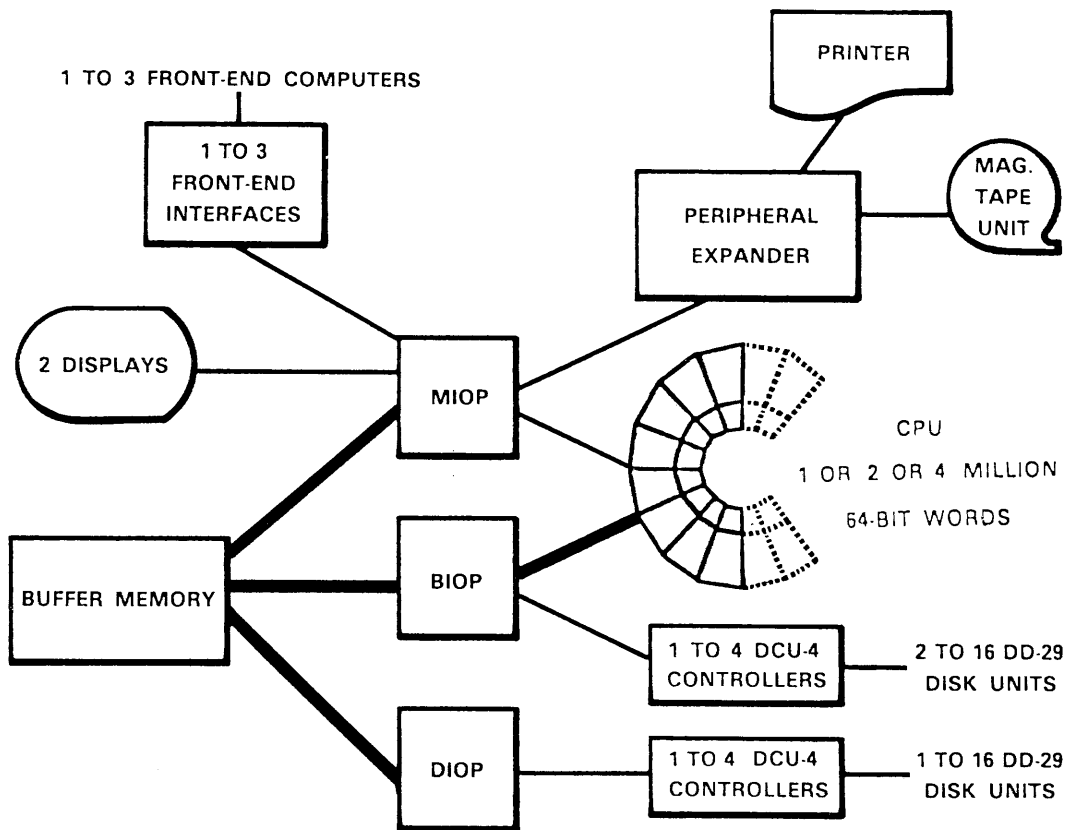 PRINTER
1 TO 3 FRONT-END COMPUTERS
1 TO 3
FRONT-END
INTERFACES
MAG.
TAPE
UNIT
PERIPHERAL
EXPANDER
2 DISPLAYS
MIOP
CPU
1 OR 2 OR 4 MILLION
64-BIT WORDS
BUFFER MEMORY
BIOP
1 TO 4 DCU-4
CONTROLLERS
2 TO 16 DD-29
DISK UNITS
DIOP
1 TO 4 DCU-4
CONTROLLERS
1 TO 16 DD-29
DISK UNITS